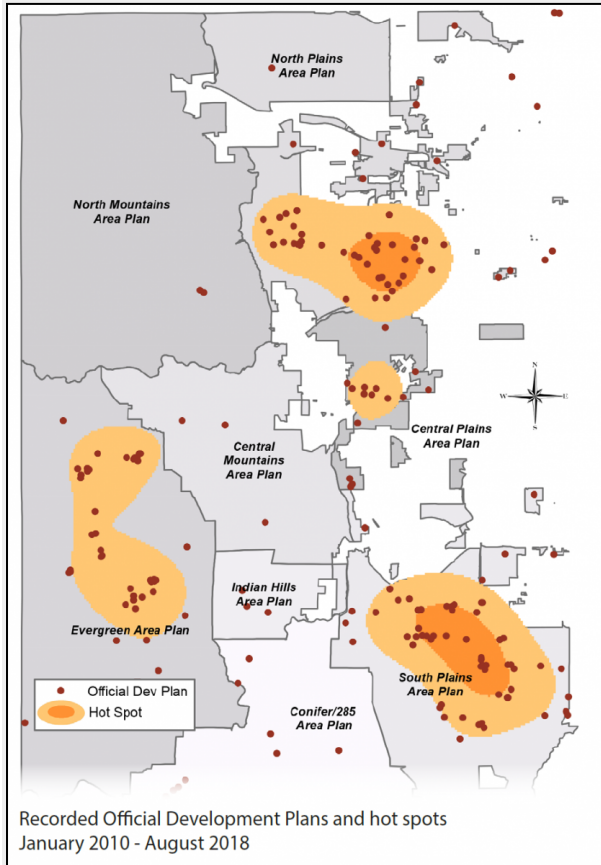 North Plains
Area Plan
North Mountains
Area Plan
N
W
E
S
Central Plains
Area Plan
Central
Mountains
Area Plan
Indian Hills
Area Plan
Evergreen Area Plan
South Plains
Area Plan
Official Dev Plan
Hot Spot
Conifer/285
Area Plan
Recorded Official Development Plans and hot spots
January 2010 - August 2018